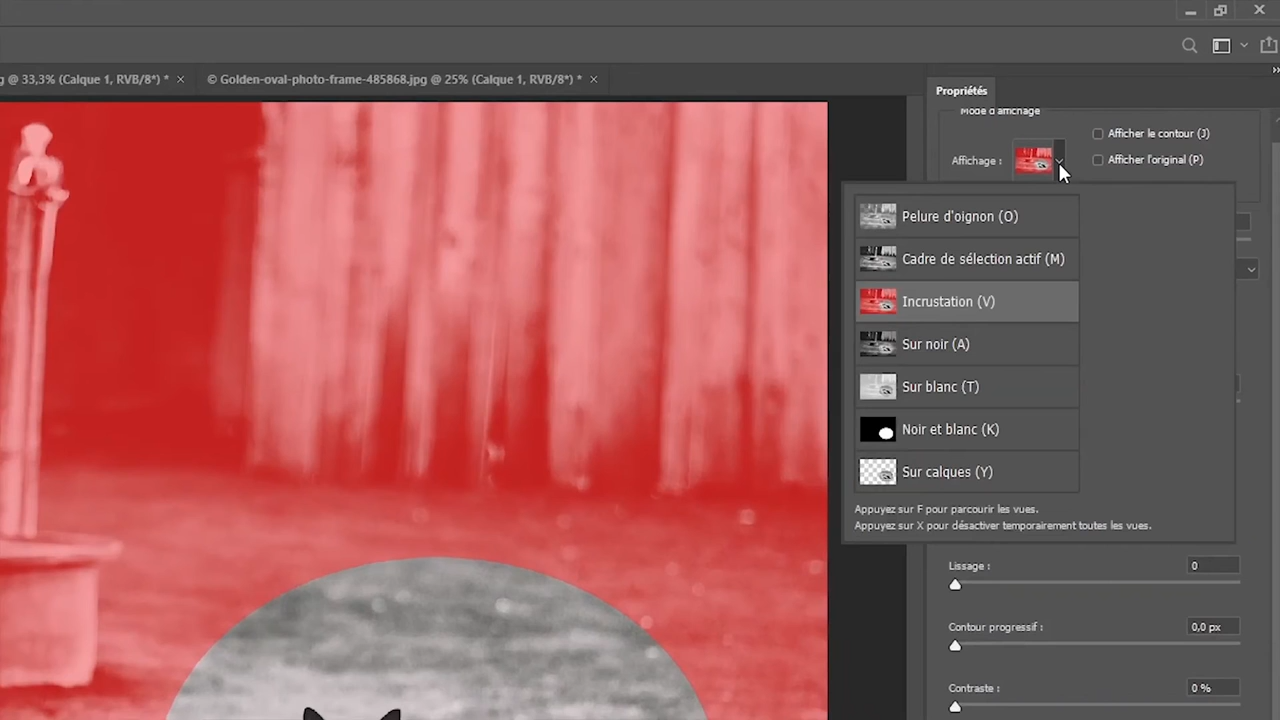 g @ 33,3% (Calque 1, RVB/8*) * ×
© Golden-oval-photo-frame-485868.jpg @ 25% (Calque 1, RVB/8*) * ×
Propriétés
Mode d'affichage
Affichage :
Afficher le contour (J)
Afficher l'original (P)
Pelure d'oignon (O)
Cadre de sélection actif (M)
Incrustation (V)
Sur noir (A)
Sur blanc (T)
Noir et blanc (K)
Sur calques (Y)
Appuyez sur F pour parcourir les vues.
Appuyez sur X pour désactiver temporairement toutes les vues.
Lissage : 0
Contour progressif : 0,0 px
Contraste : 0 %